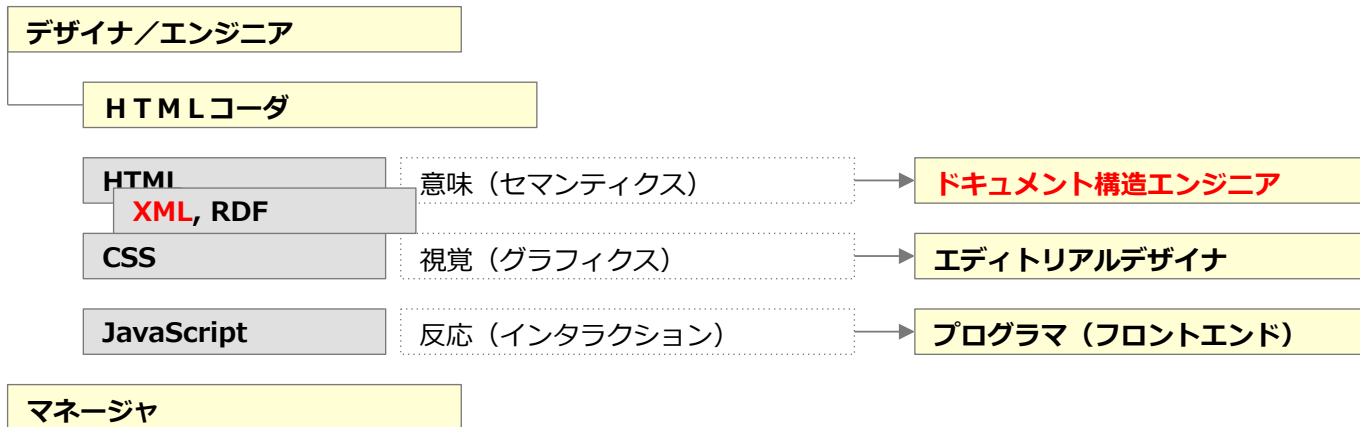 デザイナ／エンジニア
ＨＴＭＬコーダ
HTML 意味（セマンティクス） ドキュメント構造エンジニア
XML, RDF
CSS 視覚（グラフィクス） エディトリアルデザイナ
JavaScript 反応（インタラクション） プログラマ（フロントエンド）
マネージャ